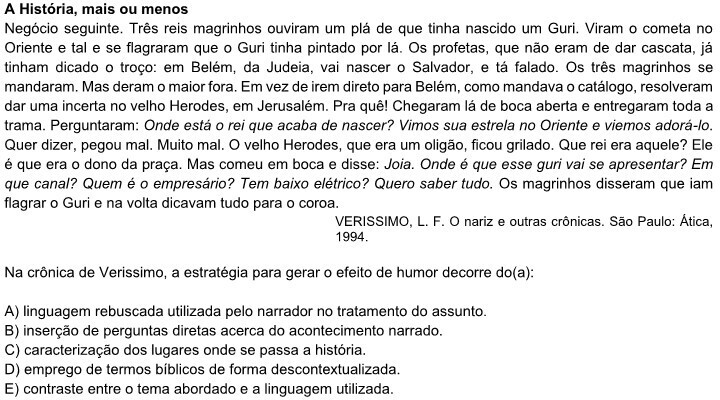 A História, mais ou menos
Negócio seguinte. Três reis magrinhos ouviram um plá de que tinha nascido um Guri. Viram o cometa no
Oriente e tal e se flagraram que o Guri tinha pintado por lá. Os profetas, que não eram de dar cascata, já
tinham dicado o troço: em Belém, da Judeia, vai nascer o Salvador, e tá falado. Os três magrinhos se
mandaram. Mas deram o maior fora. Em vez de irem direto para Belém, como mandava o catálogo, resolveram
dar uma incerta no velho Herodes, em Jerusalém. Pra quê! Chegaram lá de boca aberta e entregaram toda a
trama. Perguntaram: Onde está o rei que acaba de nascer? Vimos sua estrela no Oriente e viemos adorá-lo.
Quer dizer, pegou mal. Muito mal. O velho Herodes, que era um oligão, ficou grilado. Que rei era aquele? Ele
é que era o dono da praça. Mas comeu em boca e disse: Joia. Onde é que esse guri vai se apresentar? Em
que canal? Quem é o empresário? Tem baixo elétrico? Quero saber tudo. Os magrinhos disseram que iam
flagrar o Guri e na volta dicavam tudo para o coroa.
VERISSIMO, L. F. O nariz e outras crônicas. São Paulo: Ática,
1994.
Na crônica de Verissimo, a estratégia para gerar o efeito de humor decorre do(a):
A) linguagem rebuscada utilizada pelo narrador no tratamento do assunto.
B) inserção de perguntas diretas acerca do acontecimento narrado.
C) caracterização dos lugares onde se passa a história.
D) emprego de termos bíblicos de forma descontextualizada.
E) contraste entre o tema abordado e a linguagem utilizada.